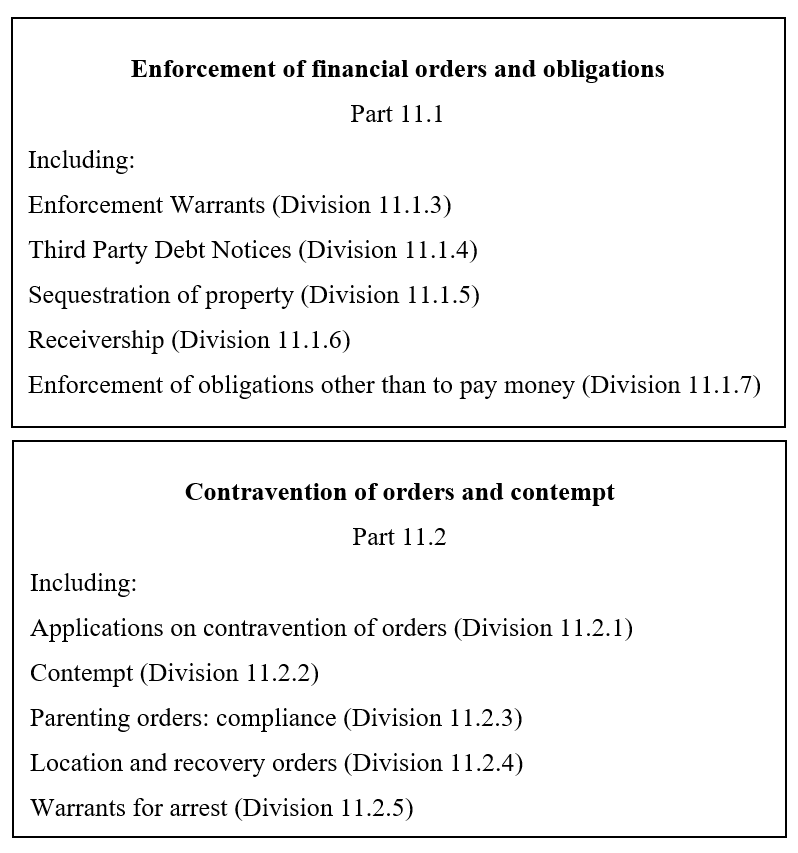 Enforcement of financial orders and obligations
Part 11.1
Including:
Enforcement Warrants (Division 11.1.3)
Third Party Debt Notices (Division 11.1.4)
Sequestration of property (Division 11.1.5)
Receivership (Division 11.1.6)
Enforcement of obligations other than to pay money (Division 11.1.7)
Contravention of orders and contempt
Part 11.2
Including:
Applications on contravention of orders (Division 11.2.1)
Contempt (Division 11.2.2)
Parenting orders: compliance (Division 11.2.3)
Location and recovery orders (Division 11.2.4)
Warrants for arrest (Division 11.2.5)